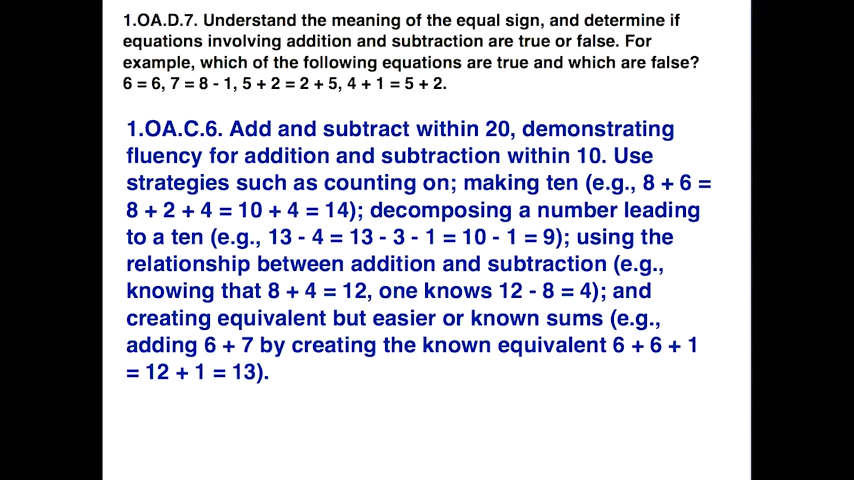 1.OA.D.7. Understand the meaning of the equal sign, and determine if
equations involving addition and subtraction are true or false. For
example, which of the following equations are true and which are false?
6 = 6, 7 = 8 - 1, 5 + 2 = 2 + 5, 4 + 1 = 5 + 2.
1.OA.C.6. Add and subtract within 20, demonstrating
fluency for addition and subtraction within 10. Use
strategies such as counting on; making ten (e.g., 8 + 6 =
8 + 2 + 4 = 10 + 4 = 14); decomposing a number leading
to a ten (e.g., 13 - 4 = 13 - 3 - 1 = 10 - 1 = 9); using the
relationship between addition and subtraction (e.g.,
knowing that 8 + 4 = 12, one knows 12 - 8 = 4); and
creating equivalent but easier or known sums (e.g.,
adding 6 + 7 by creating the known equivalent 6 + 6 + 1
= 12 + 1 = 13).